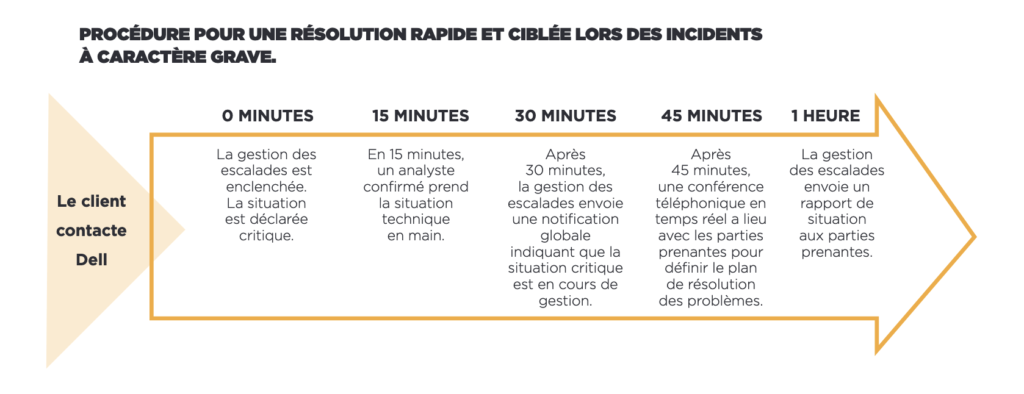 PROCÉDURE POUR UNE RÉSOLUTION RAPIDE ET CIBLÉE LORS DES INCIDENTS
À CARACTÈRE GRAVE.
Le client
contacte
Dell
0 MINUTES
La gestion des
escalades est
enclenchée.
La situation
est déclarée
critique.
15 MINUTES
En 15 minutes,
un analyste
confirmé prend
la situation
technique
en main.
30 MINUTES
Après
30 minutes,
la gestion des
escalades envoie
une notification
globale
indiquant que la
situation critique
est en cours de
gestion.
45 MINUTES
Après
45 minutes,
une conférence
téléphonique en
temps réel a lieu
avec les parties
prenantes pour
définir le plan
de résolution
des problèmes.
1 HEURE
La gestion
des escalades
envoie un
rapport de
situation
aux parties
prenantes.